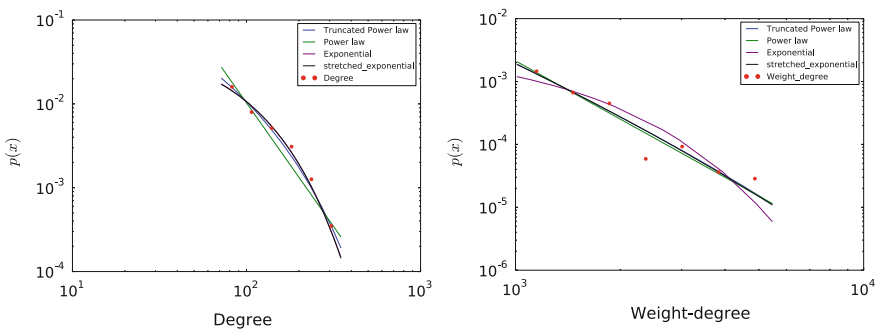 10^-1
10^-2
10^-3
10^-4
p(x)
10^1
10^2
10^3
Degree
Truncated Power law
Power law
Exponential
stretched_exponential
Degree
10^-2
10^-3
10^-4
10^-5
10^-6
p(x)
10^3
10^4
Weight-degree
Truncated Power law
Power law
Exponential
stretched_exponential
Weight_degree